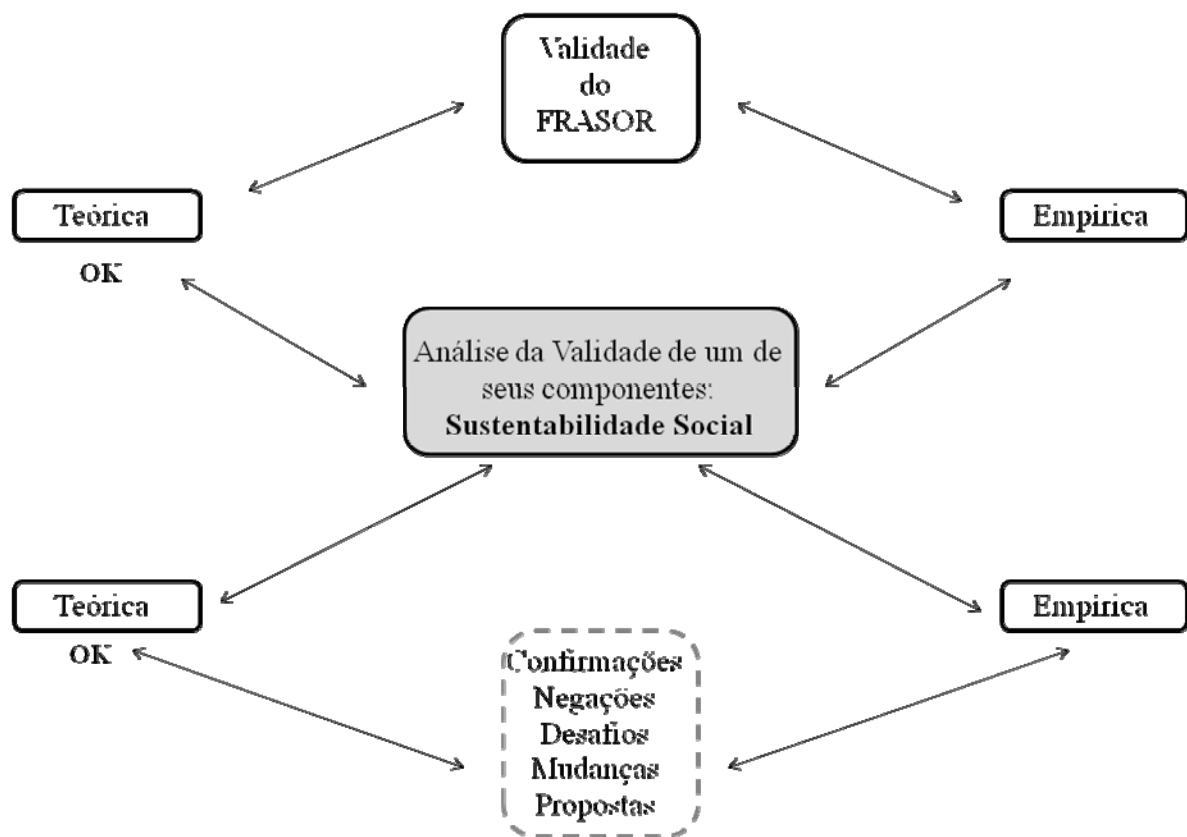 Validade
do
FRASOR
Teórica
Empirica
OK
Análise da Validade de um de
seus componentes:
Sustentabilidade Social
Teórica
Empirica
OK
Confirmações
Negações
Desafios
Mudanças
Propostas